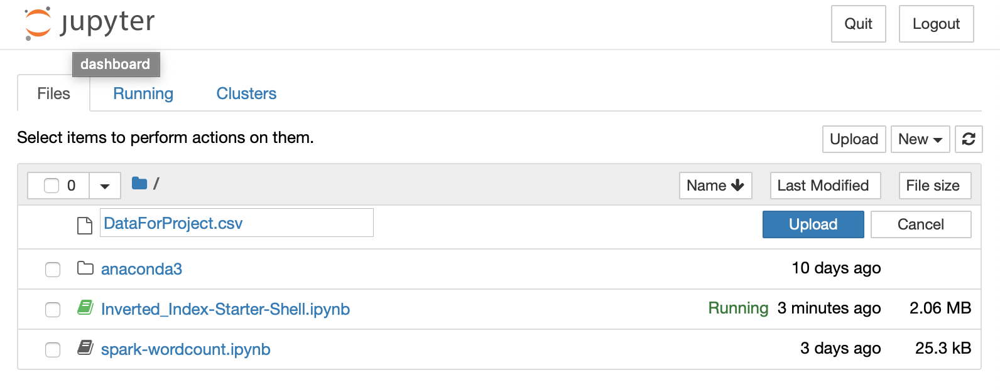 jupyter
Quit Logout
dashboard
Files Running Clusters
Select items to perform actions on them.
Upload New
0 / Name Last Modified File size
DataForProject.csv Upload Cancel
anaconda3 10 days ago
Inverted_Index-Starter-Shell.ipynb Running 3 minutes ago 2.06 MB
spark-wordcount.ipynb 3 days ago 25.3 kB